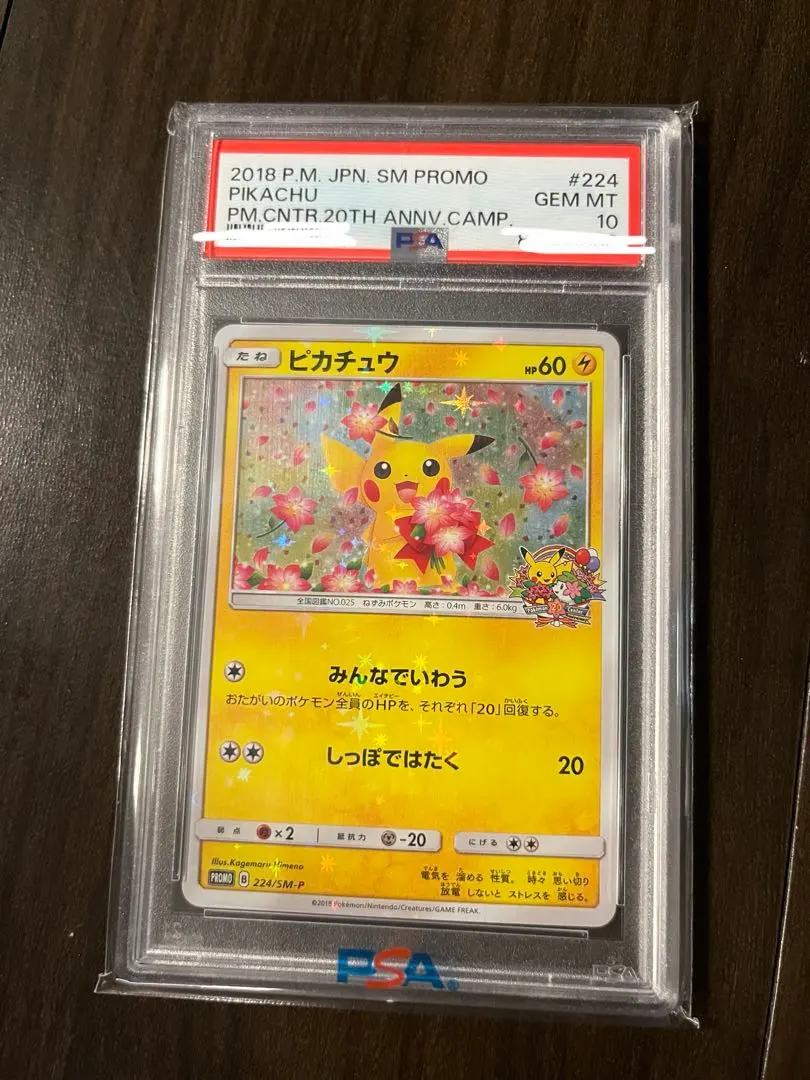 2018 P.M. JPN. SM PROMO #224
PIKACHU GEM MT
PM.CNTR.20TH ANNV.CAMP. 10
PSA
たね ピカチュウ HP60
全国図鑑NO.025 ねずみポケモン 高さ:0.4m 重さ:6.0kg
みんなでいわう
おたがいのポケモン全員のHPを、それぞれ「20」回復する。
しっぽではたく 20
弱点 ×2 抵抗力 -20 にげる
Illus.Kagemaru Himeno
PROMO B 224/SM-P
電気を 溜める 性質。 時々 思い切り
放電 しないと ストレスを 感じる。
©2018 Pokémon/Nintendo/Creatures/GAME FREAK.
PSA
PSA